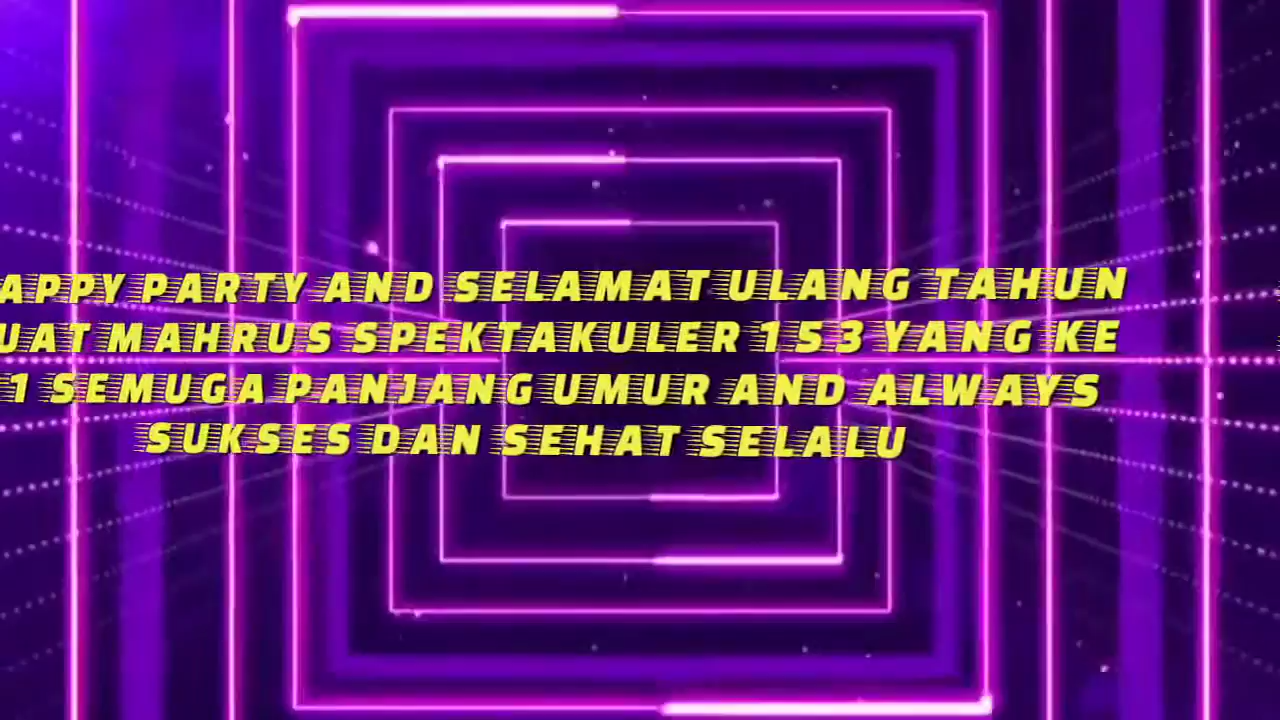 APPY PARTY AND SELAMAT ULANG TAHUN
UAT MAHRUS SPEKTAKULER 153 YANG KE
1 SEMUGA PANJANG UMUR AND ALWAYS
SUKSES DAN SEHAT SELALU